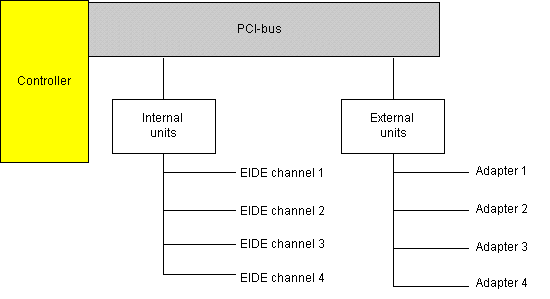 PCI-bus
Controller
Internal
units
External
units
EIDE channel 1
EIDE channel 2
EIDE channel 3
EIDE channel 4
Adapter 1
Adapter 2
Adapter 3
Adapter 4